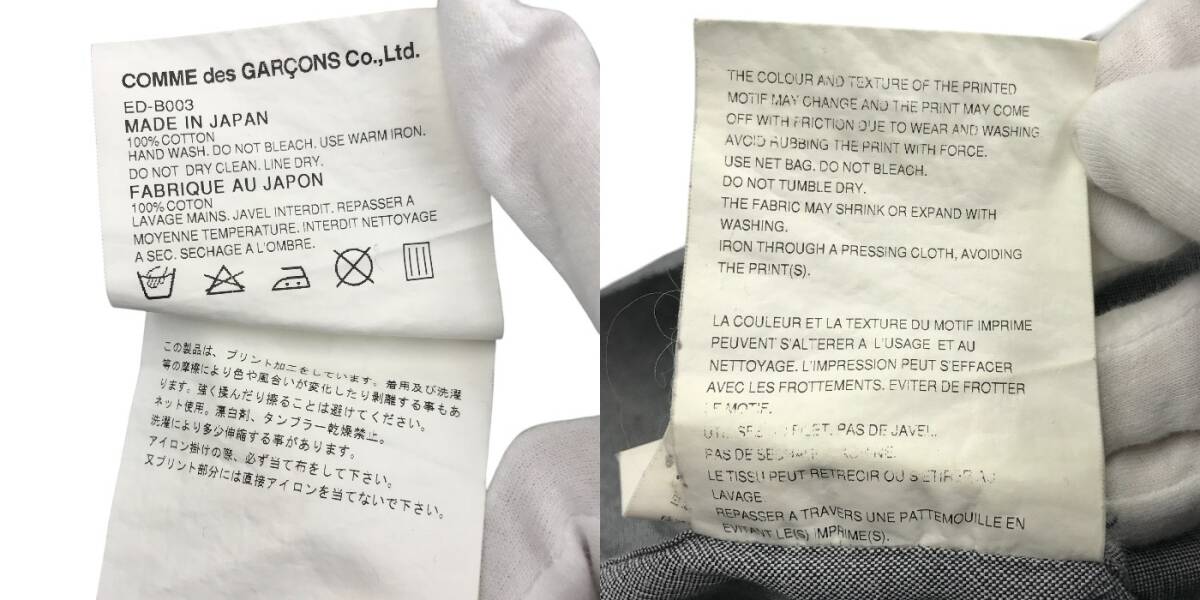 COMME des GARÇONS Co.,Ltd.
ED-B003
MADE IN JAPAN
100% COTTON
HAND WASH. DO NOT BLEACH. USE WARM IRON.
DO NOT DRY CLEAN. LINE DRY.
FABRIQUE AU JAPON
100% COTON
LAVAGE MAINS. JAVEL INTERDIT. REPASSER A
MOYENNE TEMPERATURE. INTERDIT NETTOYAGE
A SEC. SECHAGE A L'OMBRE.
この製品は、プリント加工をしています。着用及び洗濯
等の摩擦により色や風合いが変化したり剥離する事もあ
ります。強く揉んだり擦ることは避けてください。
ネット使用。漂白剤、タンブラー乾燥禁止。
洗濯により多少伸縮する事があります。
アイロン掛けの際、必ず当て布をして下さい。
又プリント部分には直接アイロンを当てないで下さい。
THE COLOUR AND TEXTURE OF THE PRINTED
MOTIF MAY CHANGE AND THE PRINT MAY COME
OFF WITH FRICTION DUE TO WEAR AND WASHING
AVOID RUBBING THE PRINT WITH FORCE.
USE NET BAG. DO NOT BLEACH.
DO NOT TUMBLE DRY.
THE FABRIC MAY SHRINK OR EXPAND WITH
WASHING.
IRON THROUGH A PRESSING CLOTH, AVOIDING
THE PRINT(S).
LA COULEUR ET LA TEXTURE DU MOTIF IMPRIME
PEUVENT S'ALTERER A L'USAGE ET AU
NETTOYAGE. L'IMPRESSION PEUT S'EFFACER
AVEC LES FROTTEMENTS. EVITER DE FROTTER
LE MOTIF.
PAS DE JAVEL.
PAS DE
LE TISSU PEUT RETRECIR OU S'ETIRER AU
LAVAGE.
REPASSER A TRAVERS UNE PATTEMOUILLE EN
EVITANT LE(S) IMPRIME(S).